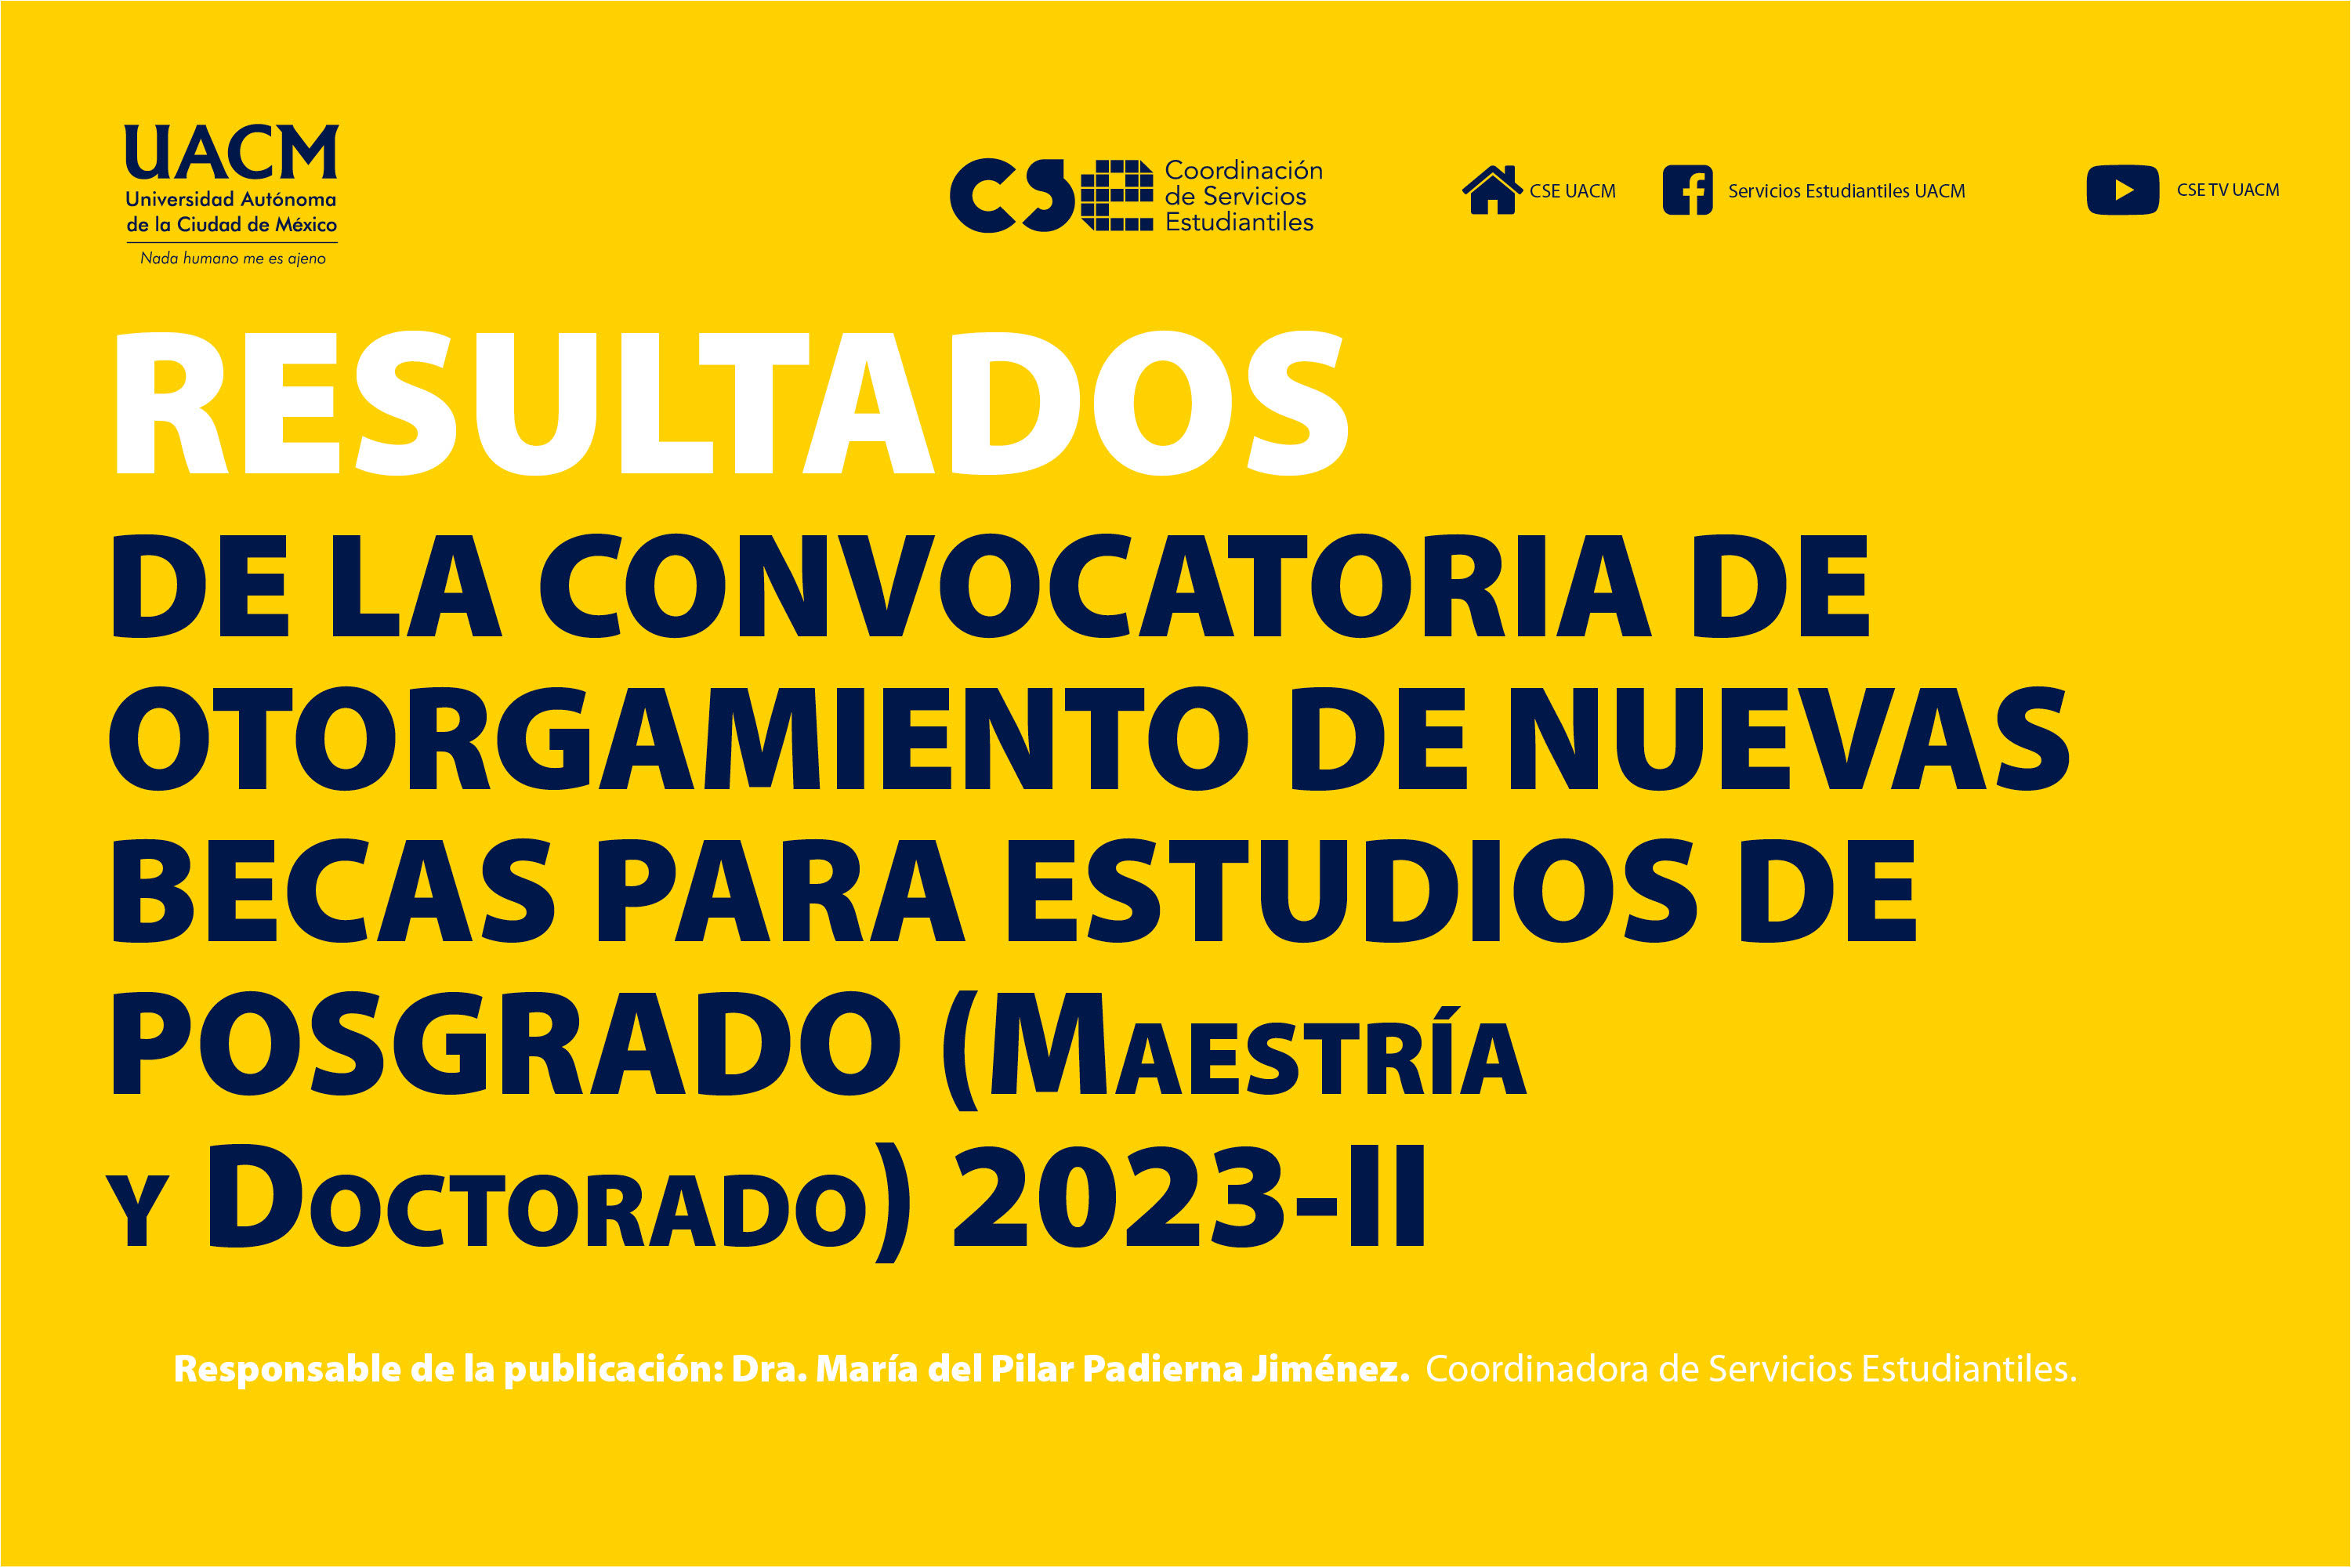 UACM
Universidad Autónoma
de la Ciudad de México
Nada humano me es ajeno
cse
Coordinación
de Servicios
Estudiantiles
CSE UACM
Servicios Estudiantiles UACM
CSE TV UACM
RESULTADOS
DE LA CONVOCATORIA DE
OTORGAMIENTO DE NUEVAS
BECAS PARA ESTUDIOS DE
POSGRADO (MAESTRÍA
Y DOCTORADO) 2023-II
Responsable de la publicación: Dra. María del Pilar Padierna Jiménez. Coordinadora de Servicios Estudiantiles.